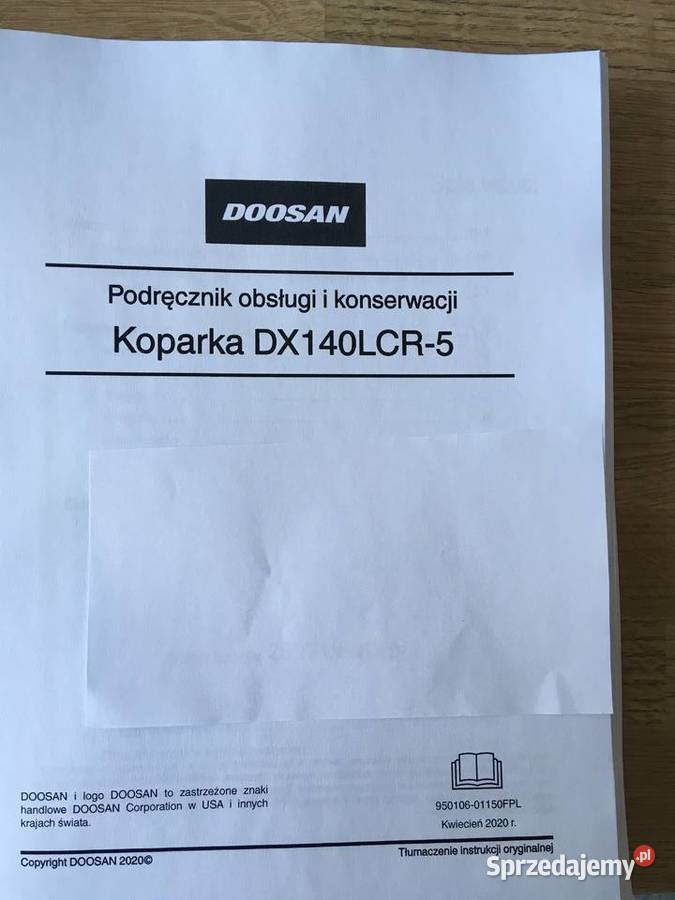 DOOSAN
Podręcznik obsługi i konserwacji
Koparka DX140LCR-5
DOOSAN i logo DOOSAN to zastrzeżone znaki
handlowe DOOSAN Corporation w USA i innych
krajach świata.
950106-01150FPL
Kwiecień 2020 r.
Copyright DOOSAN 2020©
Tłumaczenie instrukcji oryginalnej
Sprzedajemy.pl